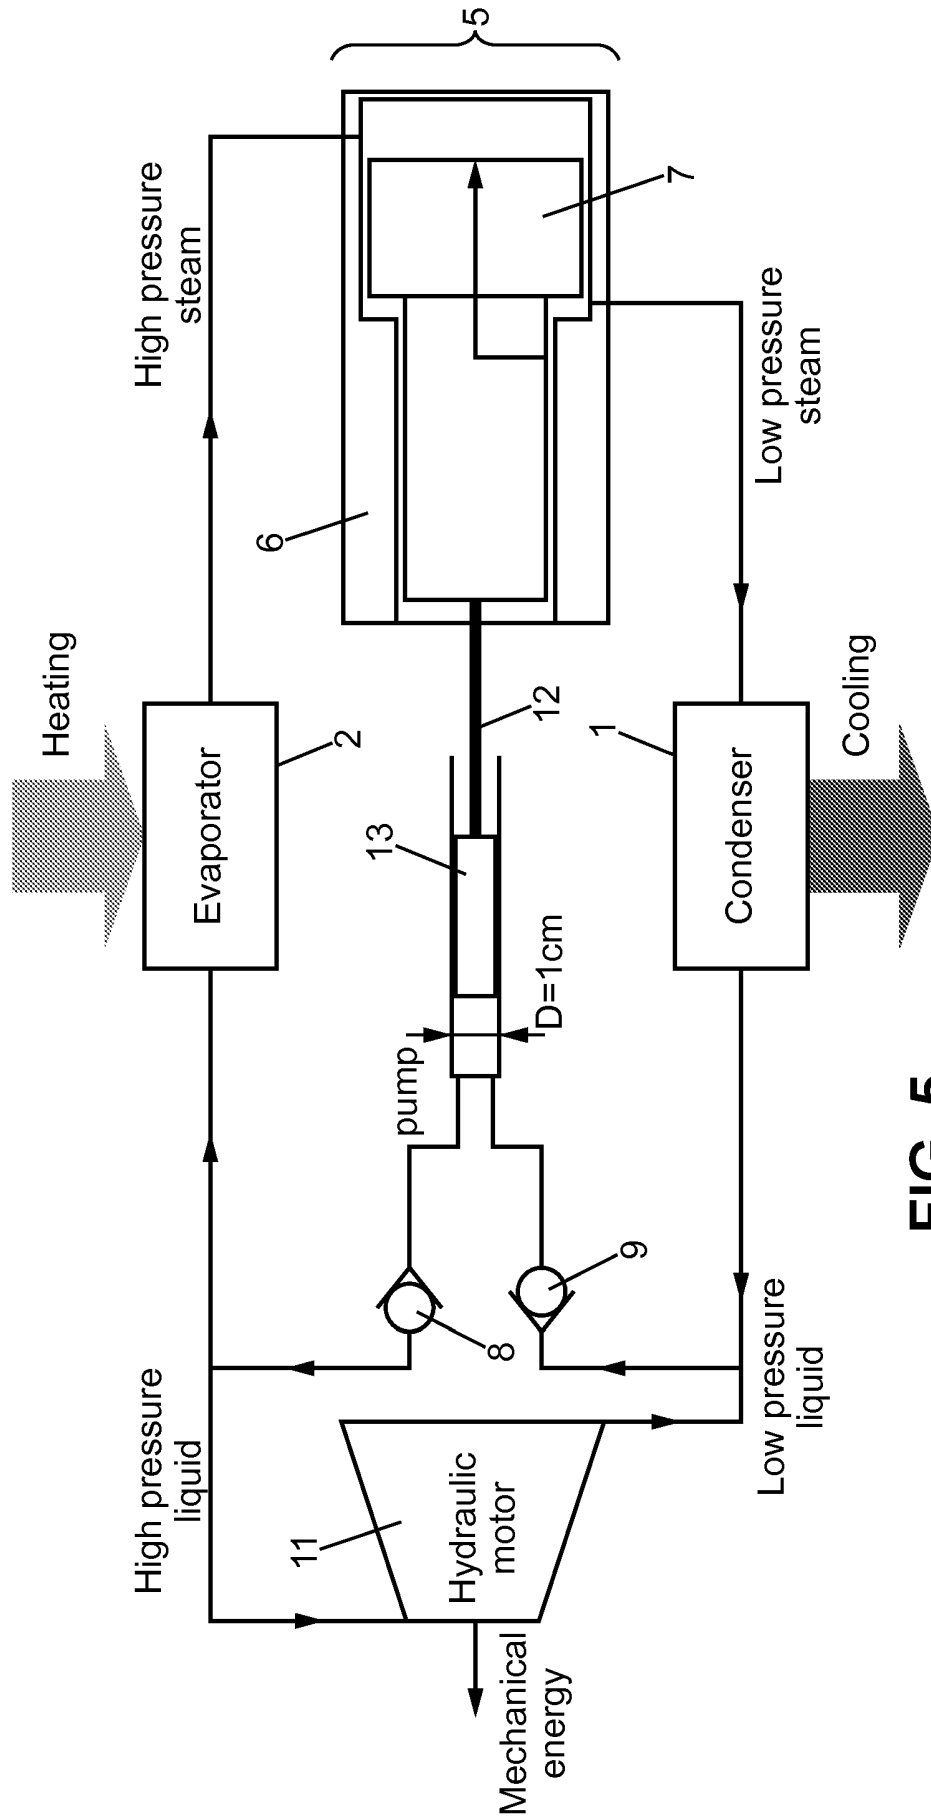 Heating
Evaporator
2
High pressure
steam
High pressure
liquid
5
6
7
12
13
pump
D=1cm
8
9
11
Hydraulic
motor
Mechanical
energy
Low pressure
steam
1
Condenser
Cooling
Low pressure
liquid
FIG. 5